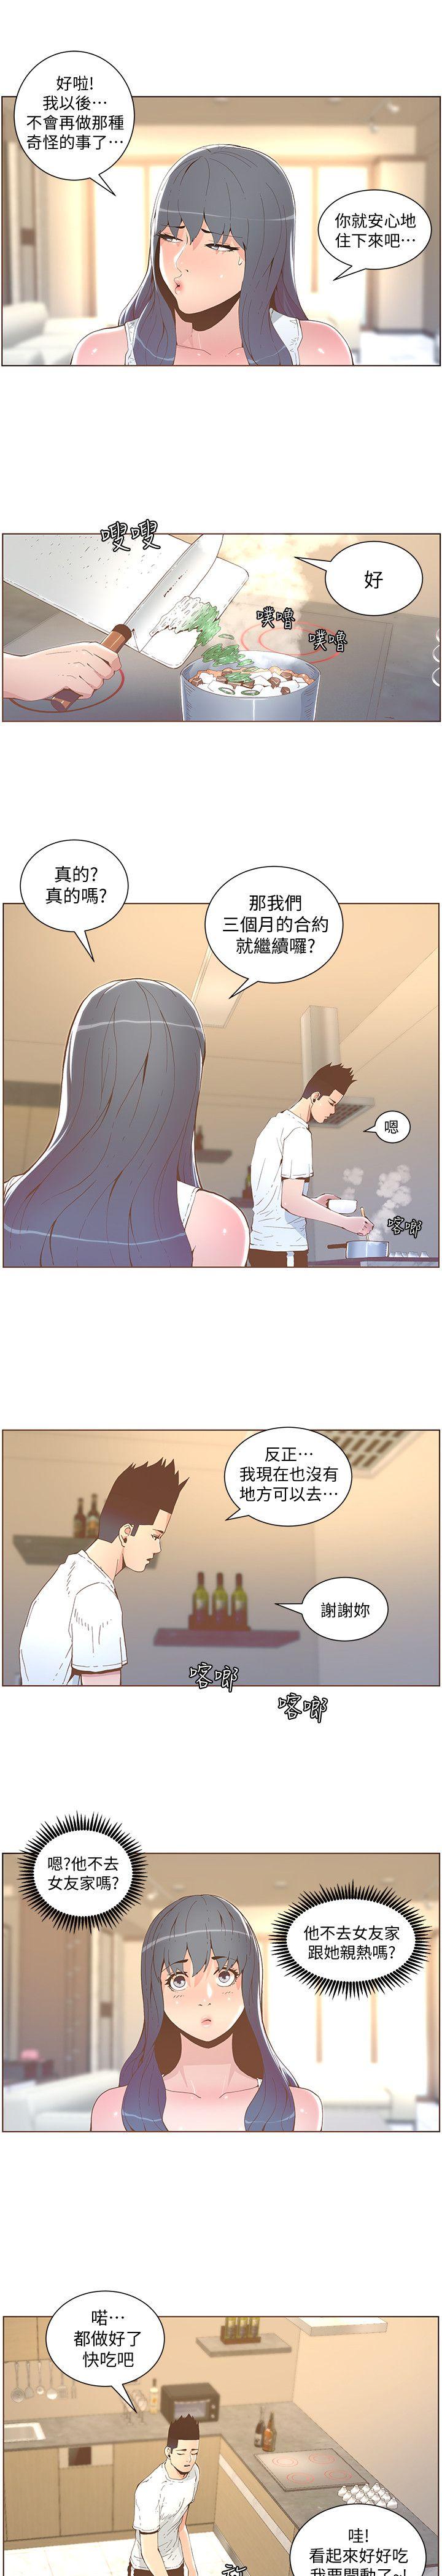 好啦!
我以後…
不會再做那種
奇怪的事了…
你就安心地
住下來吧…
嗖嗖
好
噗嚕
噗嚕
真的?
真的嗎?
那我們
三個月的合約
就繼續囉?
嗯
喀啷
反正…
我現在也沒有
地方可以去…
謝謝妳
喀啷
喀啷
嗯?他不去
女友家嗎?
他不去女友家
跟她親熱嗎?
喏…
都做好了
快吃吧
哇!
看起來好好吃
我要開動了~!